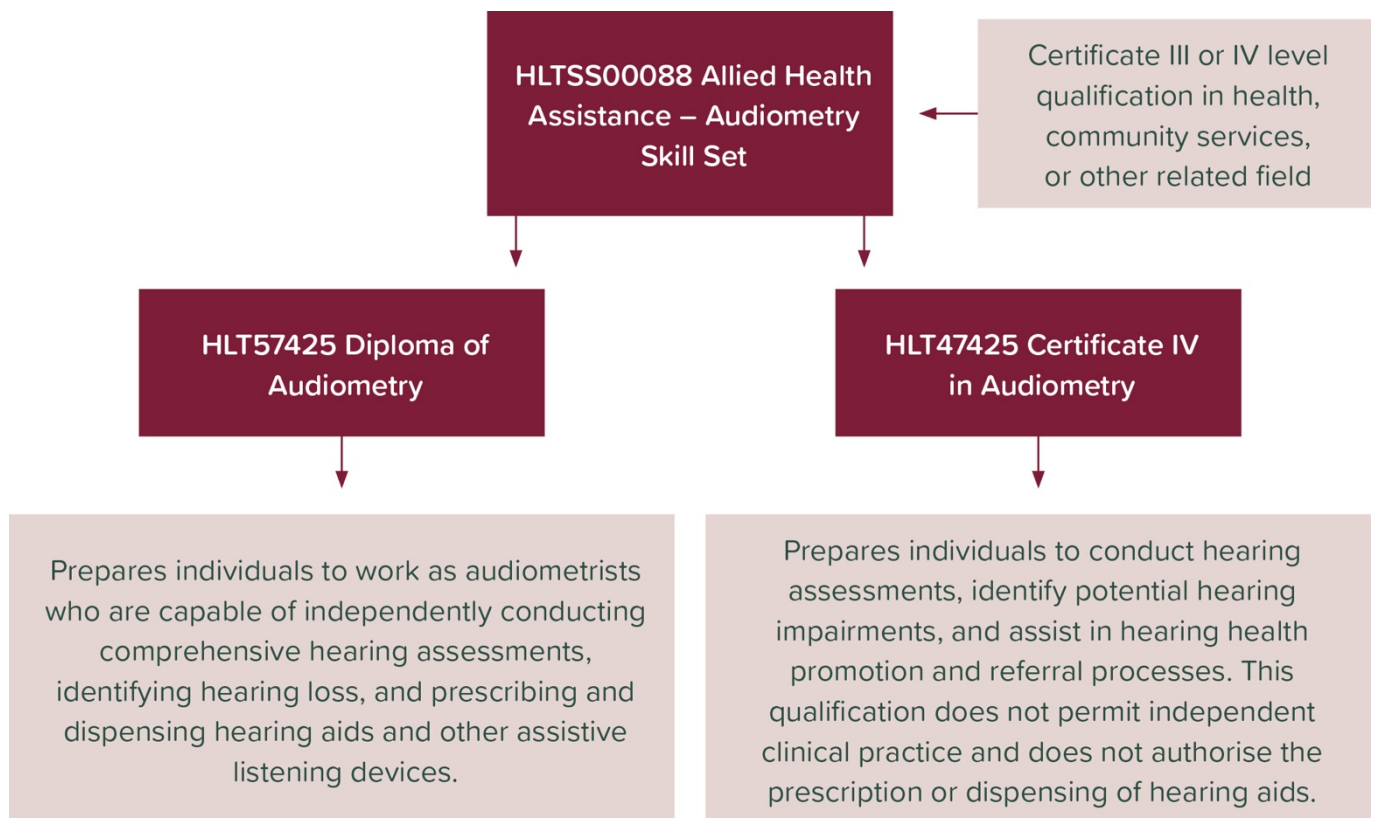 HLTSS00088 Allied Health
Assistance – Audiometry
Skill Set
Certificate III or IV level
qualification in health,
community services,
or other related field
HLT57425 Diploma of
Audiometry
HLT47425 Certificate IV
in Audiometry
Prepares individuals to work as audiometrists
who are capable of independently conducting
comprehensive hearing assessments,
identifying hearing loss, and prescribing and
dispensing hearing aids and other assistive
listening devices.
Prepares individuals to conduct hearing
assessments, identify potential hearing
impairments, and assist in hearing health
promotion and referral processes. This
qualification does not permit independent
clinical practice and does not authorise the
prescription or dispensing of hearing aids.